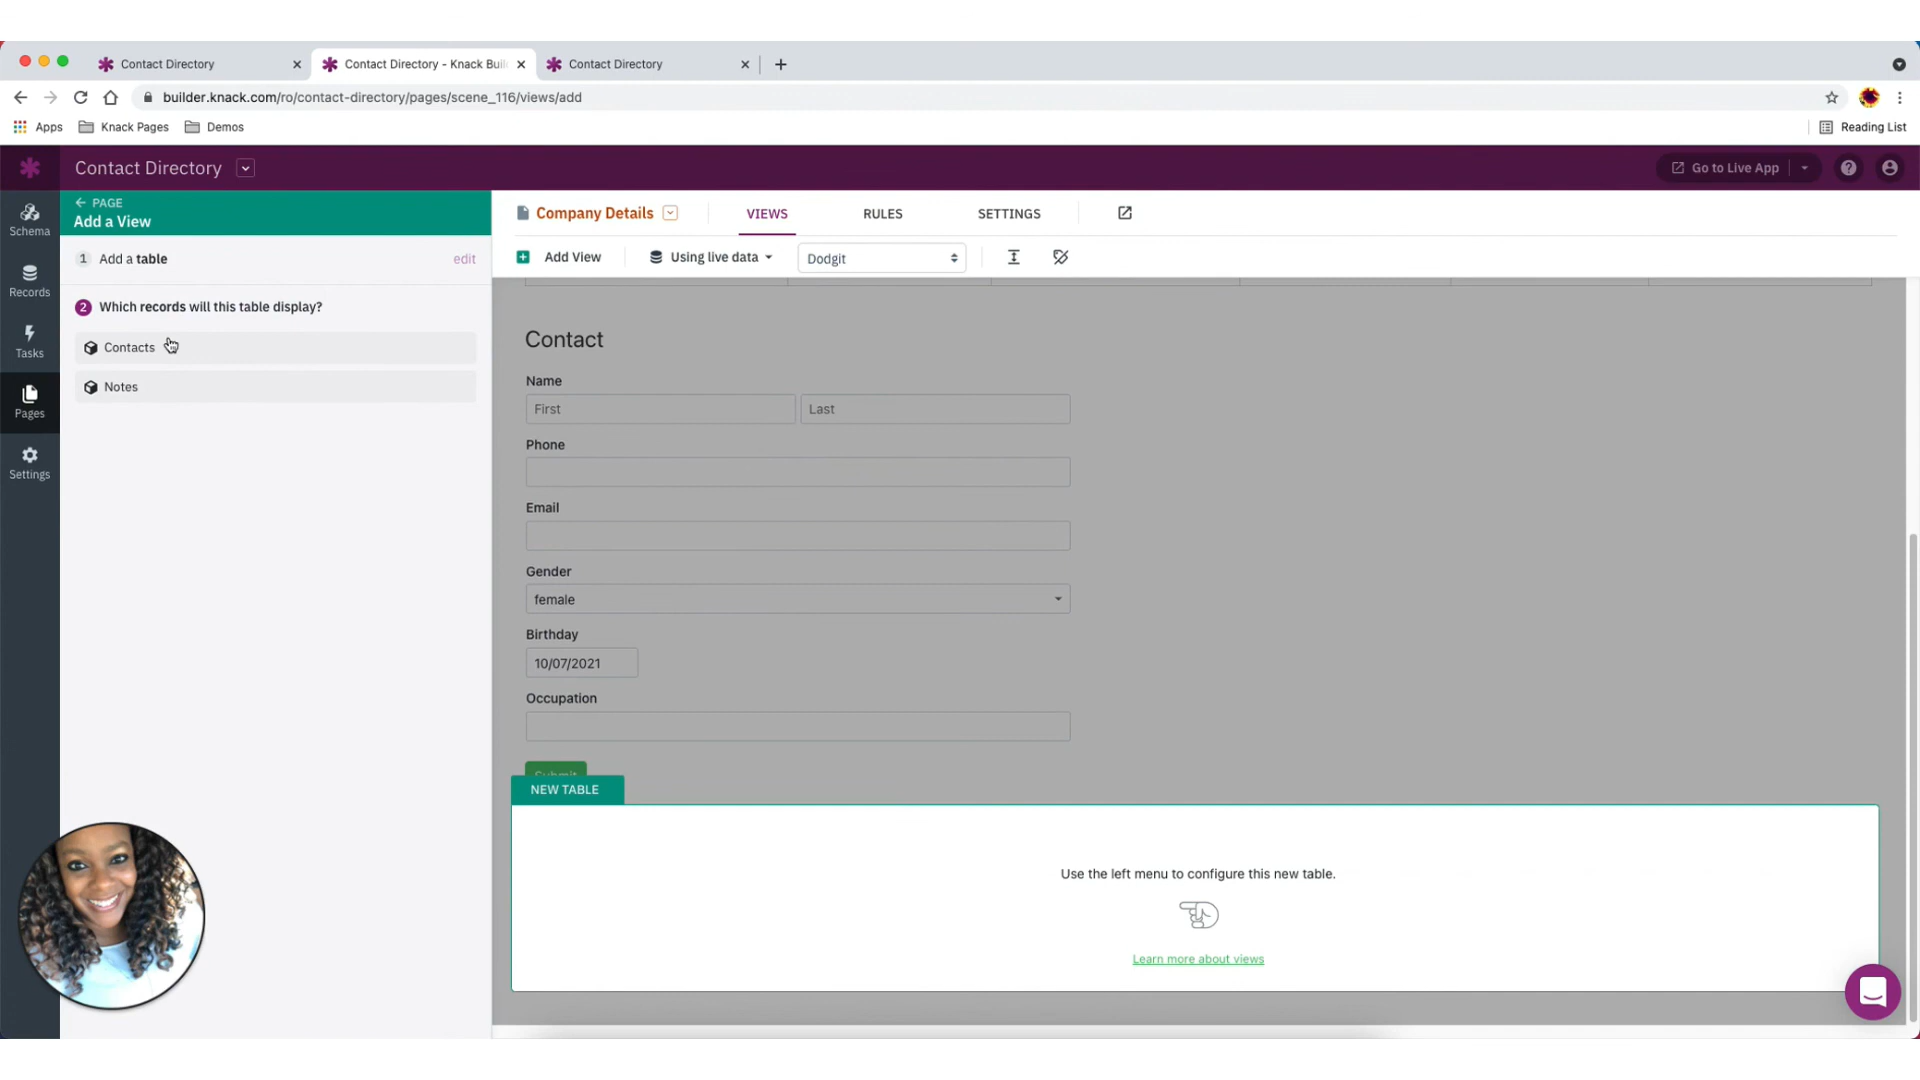 Contact Directory
Contact Directory - Knack Buil
Contact Directory
builder.knack.com/ro/contact-directory/pages/scene_116/views/add
Apps
Knack Pages
Demos
Reading List
Contact Directory
Go to Live App
Schema
Records
Tasks
Pages
Settings
PAGE
Add a View
1 Add a table
edit
2 Which records will this table display?
Contacts
Notes
Company Details
VIEWS
RULES
SETTINGS
Add View
Using live data
Dodgit
Contact
Name
First
Last
Phone
Email
Gender
female
Birthday
10/07/2021
Occupation
Submit
NEW TABLE
Use the left menu to configure this new table.
Learn more about views